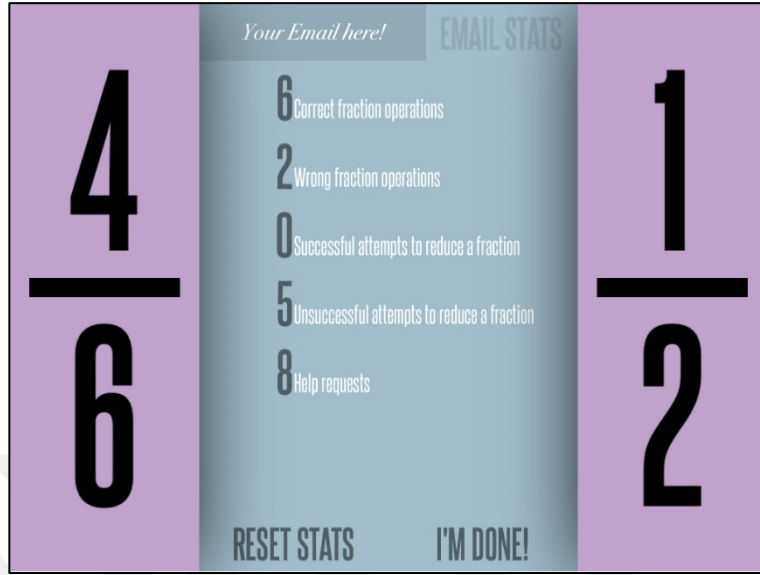 4
6
Your Email here!
EMAIL STATS
6 Correct fraction operations
2 Wrong fraction operations
0 Successful attempts to reduce a fraction
5 Unsuccessful attempts to reduce a fraction
8 Help requests
RESET STATS
I'M DONE!
1
2